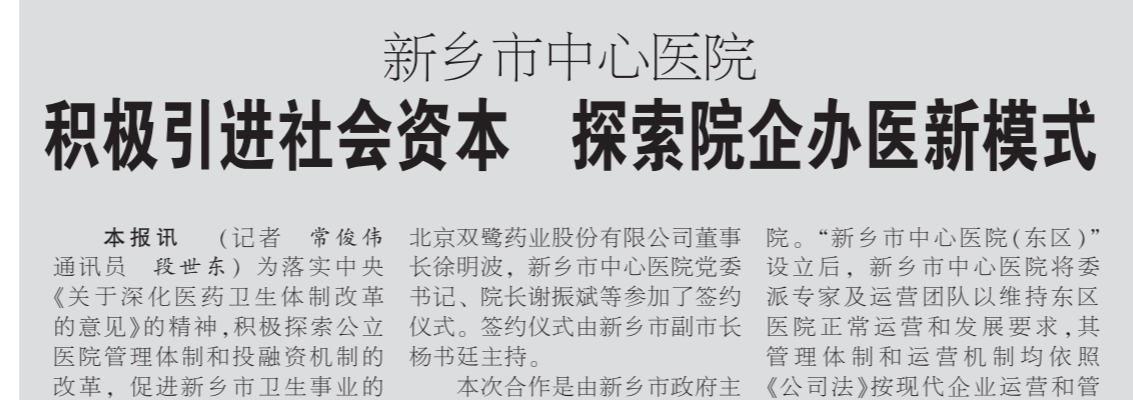 新乡市中心医院
积极引进社会资本 探索院企办医新模式
本报讯 （记者 常俊伟
通讯员 段世东）为落实中央
《关于深化医药卫生体制改革
的意见》的精神，积极探索公立
医院管理体制和投融资机制的
改革，促进新乡市卫生事业的
北京双鹭药业股份有限公司董事
长徐明波，新乡市中心医院党委
书记、院长谢振斌等参加了签约
仪式。签约仪式由新乡市副市长
杨书廷主持。
本次合作是由新乡市政府主
院。“新乡市中心医院（东区）”
设立后，新乡市中心医院将委
派专家及运营团队以维持东区
医院正常运营和发展要求，其
管理体制和运营机制均依照
《公司法》按现代企业运营和管